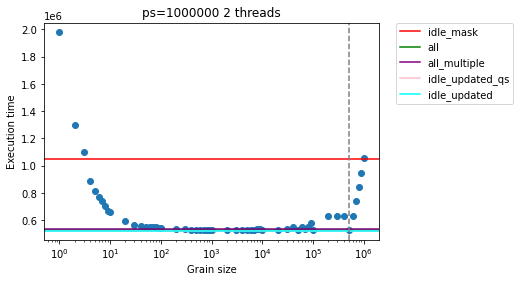 ps=1000000 2 threads
1e6
2.0
1.8
1.6
1.4
1.2
1.0
0.8
0.6
Execution time
10^0 10^1 10^2 10^3 10^4 10^5 10^6
Grain size
idle_mask
all
all_multiple
idle_updated_qs
idle_updated